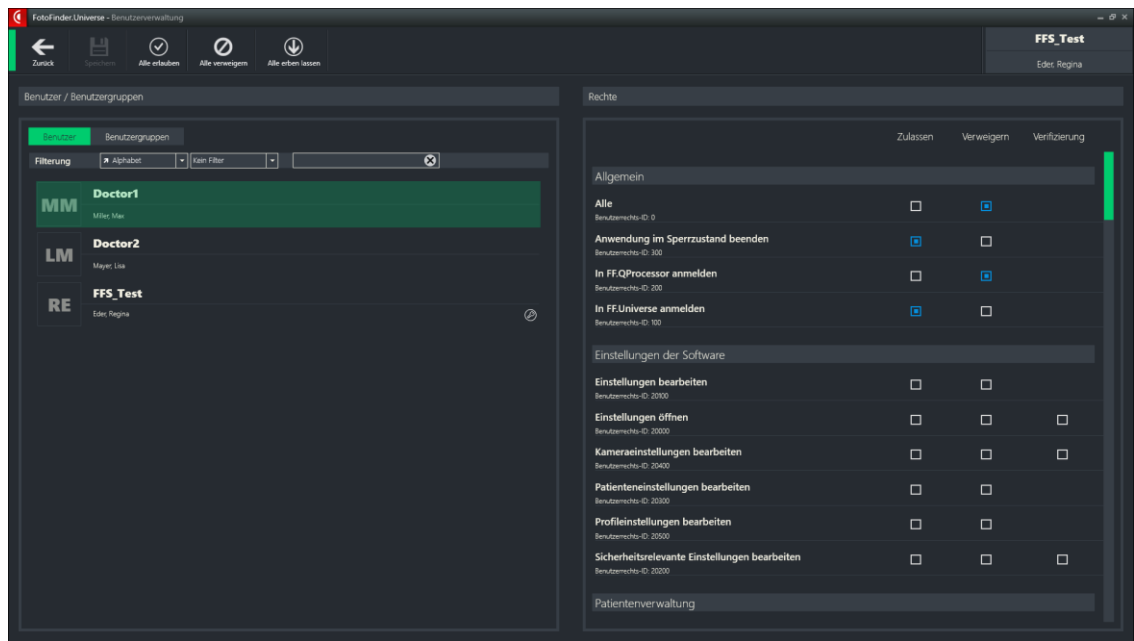 FotoFinder.Universe - Benutzerverwaltung
Zurück
Speichern
Alle erlauben
Alle verweigern
Alle erben lassen
FFS_Test
Eder, Regina
Benutzer / Benutzergruppen
Rechte
Benutzer
Benutzergruppen
Filterung
Alphabet
Kein Filter
MM
Doctor1
Miller, Max
LM
Doctor2
Mayer, Lisa
RE
FFS_Test
Eder, Regina
Zulassen Verweigern Verifizierung
Allgemein
Alle
Benutzerrechts-ID: 0
Anwendung im Sperrzustand beenden
Benutzerrechts-ID: 300
In FF.QProcessor anmelden
Benutzerrechts-ID: 200
In FF.Universe anmelden
Benutzerrechts-ID: 100
Einstellungen der Software
Einstellungen bearbeiten
Benutzerrechts-ID: 20100
Einstellungen öffnen
Benutzerrechts-ID: 20000
Kameraeinstellungen bearbeiten
Benutzerrechts-ID: 20400
Patienteneinstellungen bearbeiten
Benutzerrechts-ID: 20300
Profileinstellungen bearbeiten
Benutzerrechts-ID: 20500
Sicherheitsrelevante Einstellungen bearbeiten
Benutzerrechts-ID: 20200
Patientenverwaltung